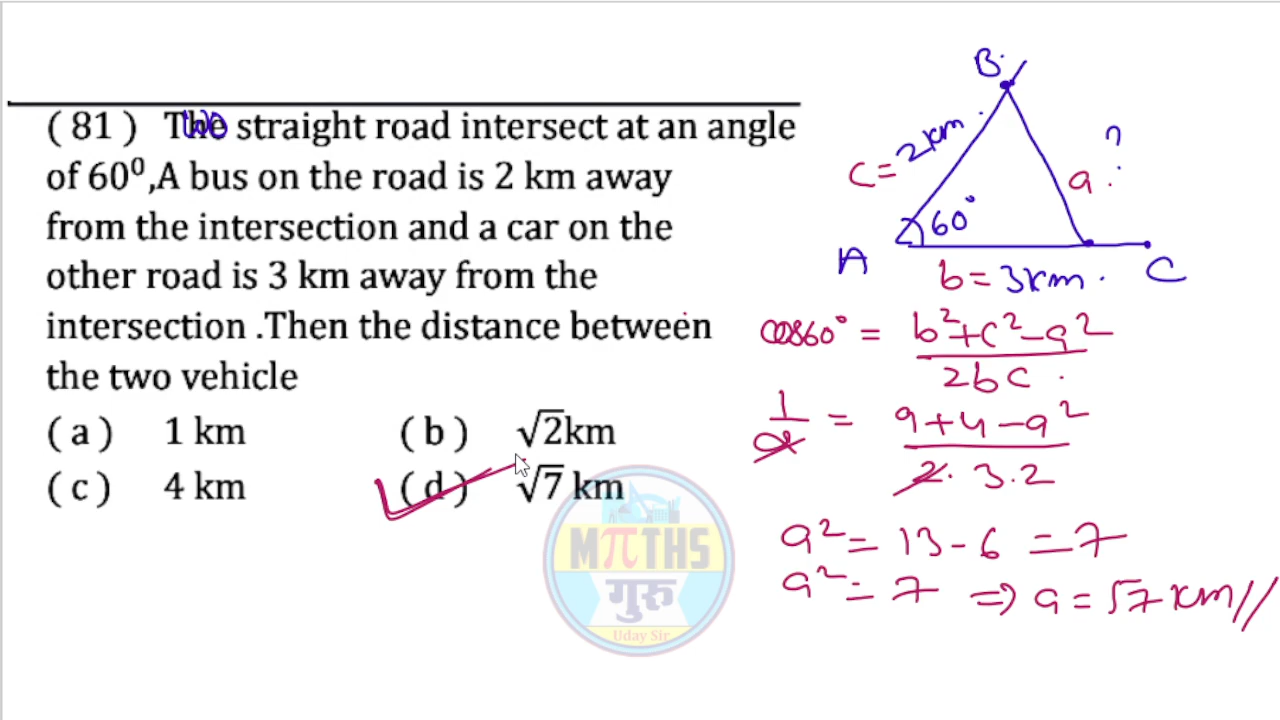 (81) The two straight road intersect at an angle
of 60⁰,A bus on the road is 2 km away
from the intersection and a car on the
other road is 3 km away from the
intersection .Then the distance between
the two vehicle
(a) 1 km (b) √2km
(c) 4 km (d) √7 km
B
c = 2km
a ?
60°
A
b = 3km
C
cos60° = b²+c²-a² / 2bc
1/2 = 9+4-a² / 2·3·2
a² = 13-6 = 7
a² = 7 ⇒ a = √7 km//
MπTHS
गुरु
Uday Sir